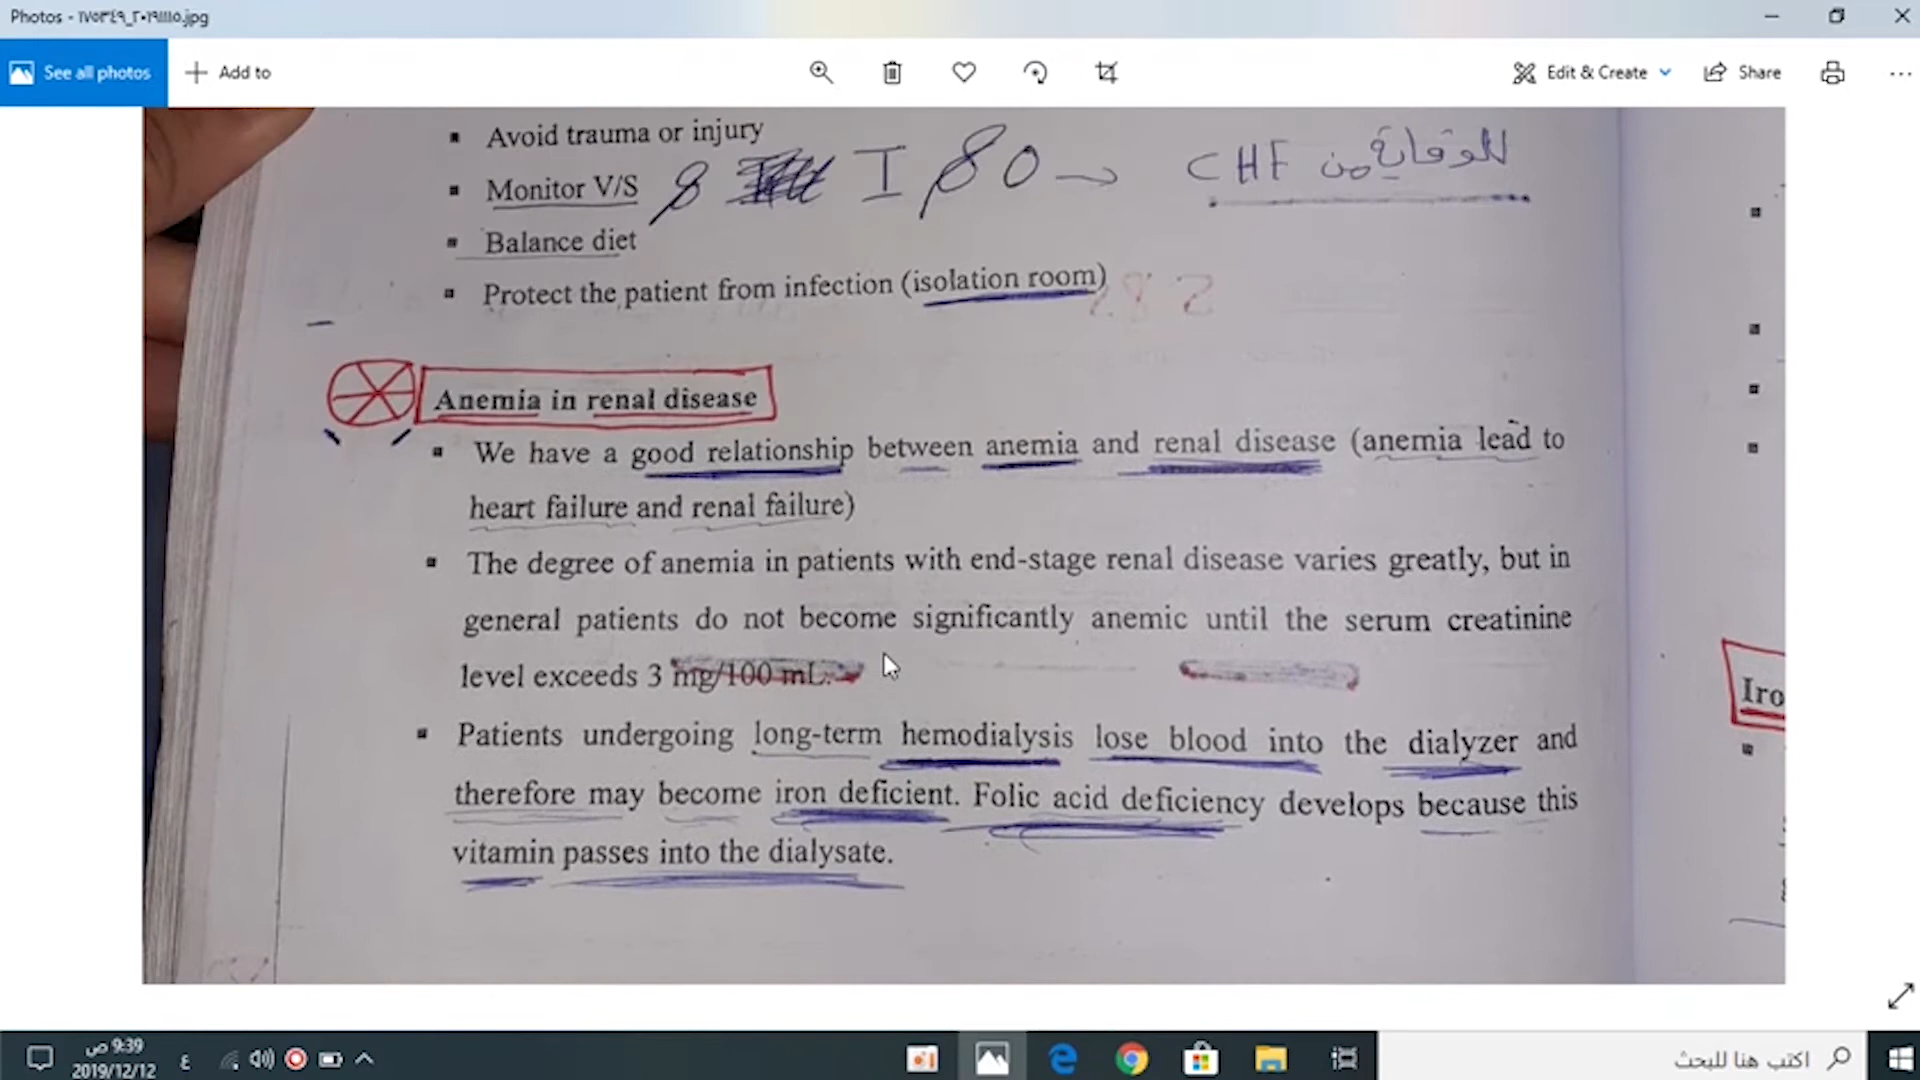 Photos - ٢٠١٩١١١٥_١٧٥٣٤٩.jpg
See all photos
Add to
Edit & Create
Share
▪ Avoid trauma or injury
▪ Monitor V/S & I & O → للوقاية من CHF
▪ Balance diet
▪ Protect the patient from infection (isolation room)
Anemia in renal disease
▪ We have a good relationship between anemia and renal disease (anemia lead to
heart failure and renal failure)
▪ The degree of anemia in patients with end-stage renal disease varies greatly, but in
general patients do not become significantly anemic until the serum creatinine
level exceeds 3 mg/100 mL.
▪ Patients undergoing long-term hemodialysis lose blood into the dialyzer and
therefore may become iron deficient. Folic acid deficiency develops because this
vitamin passes into the dialysate.
Iro
9:39 ص
2019/12/12
ع
اكتب هنا للبحث